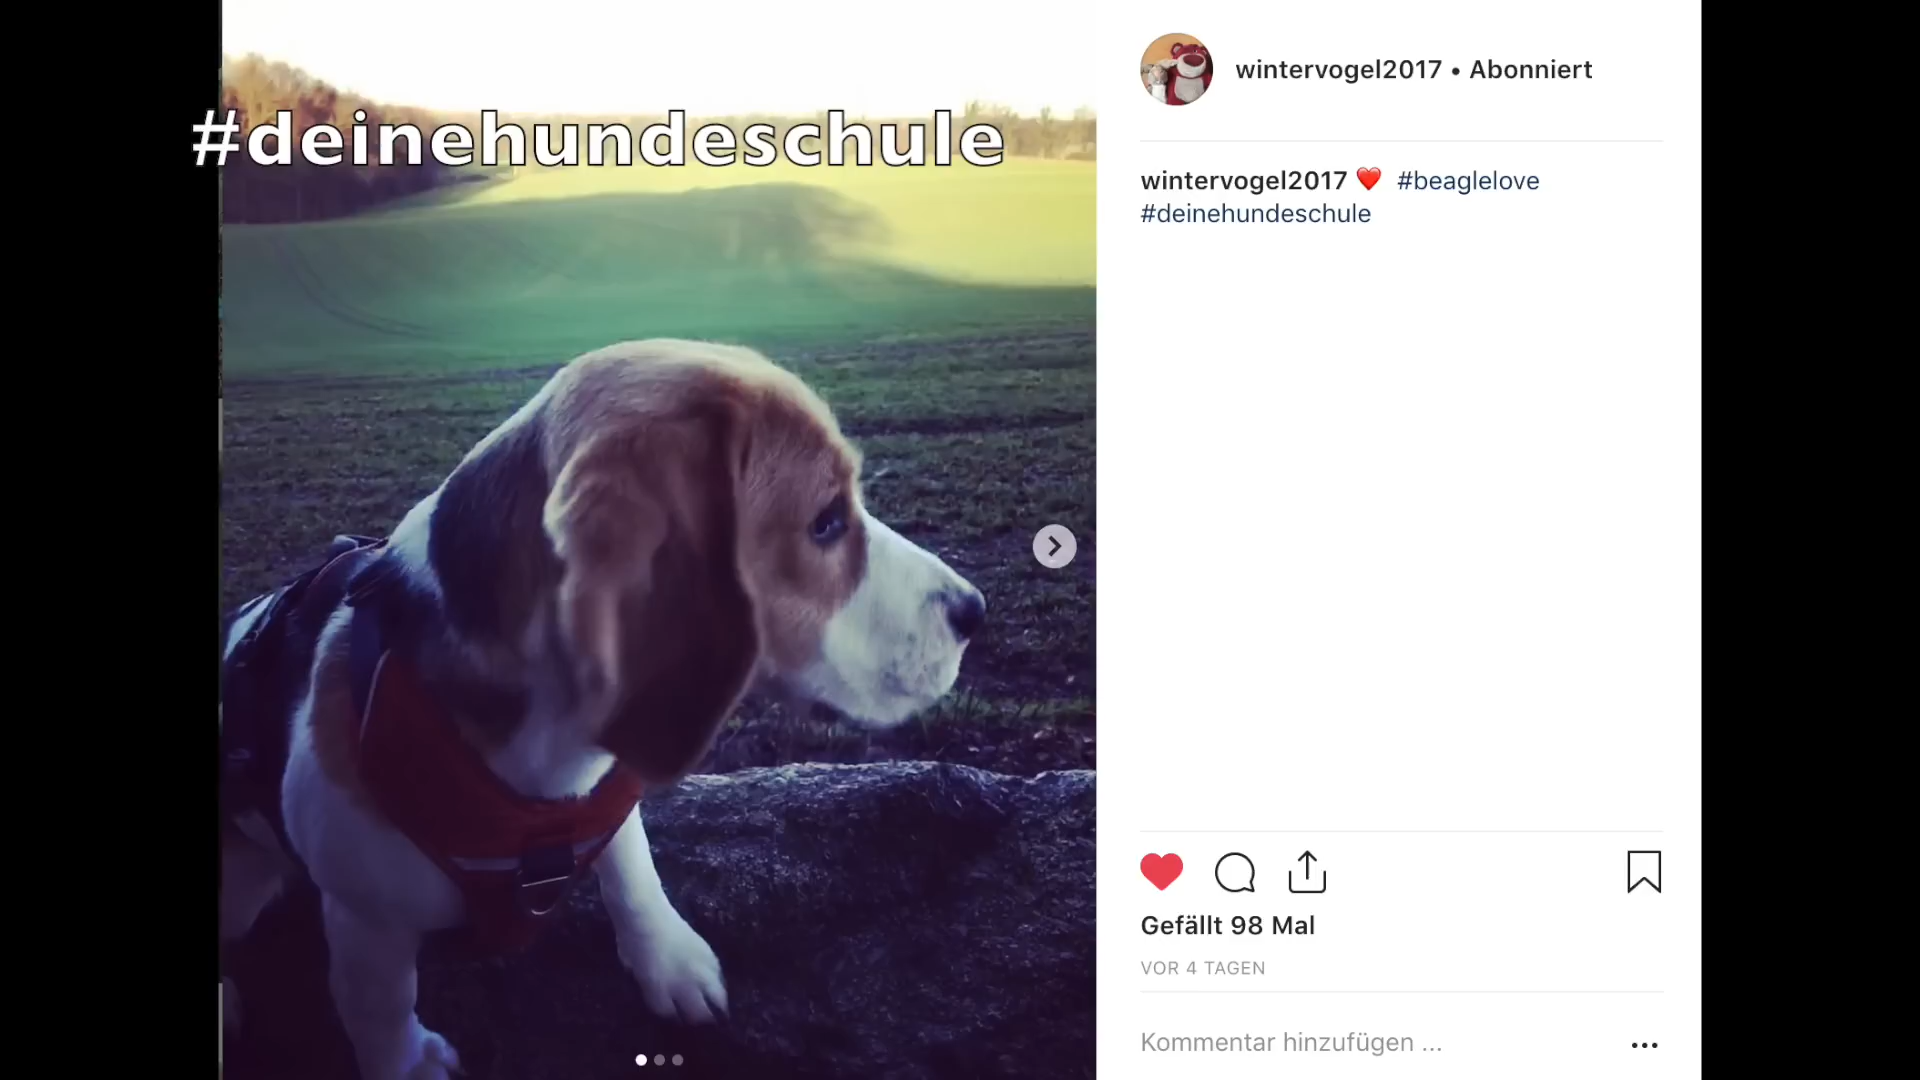 #deinehundeschule
wintervogel2017 • Abonniert
wintervogel2017 ❤️ #beaglelove
#deinehundeschule
Gefällt 98 Mal
VOR 4 TAGEN
Kommentar hinzufügen ...